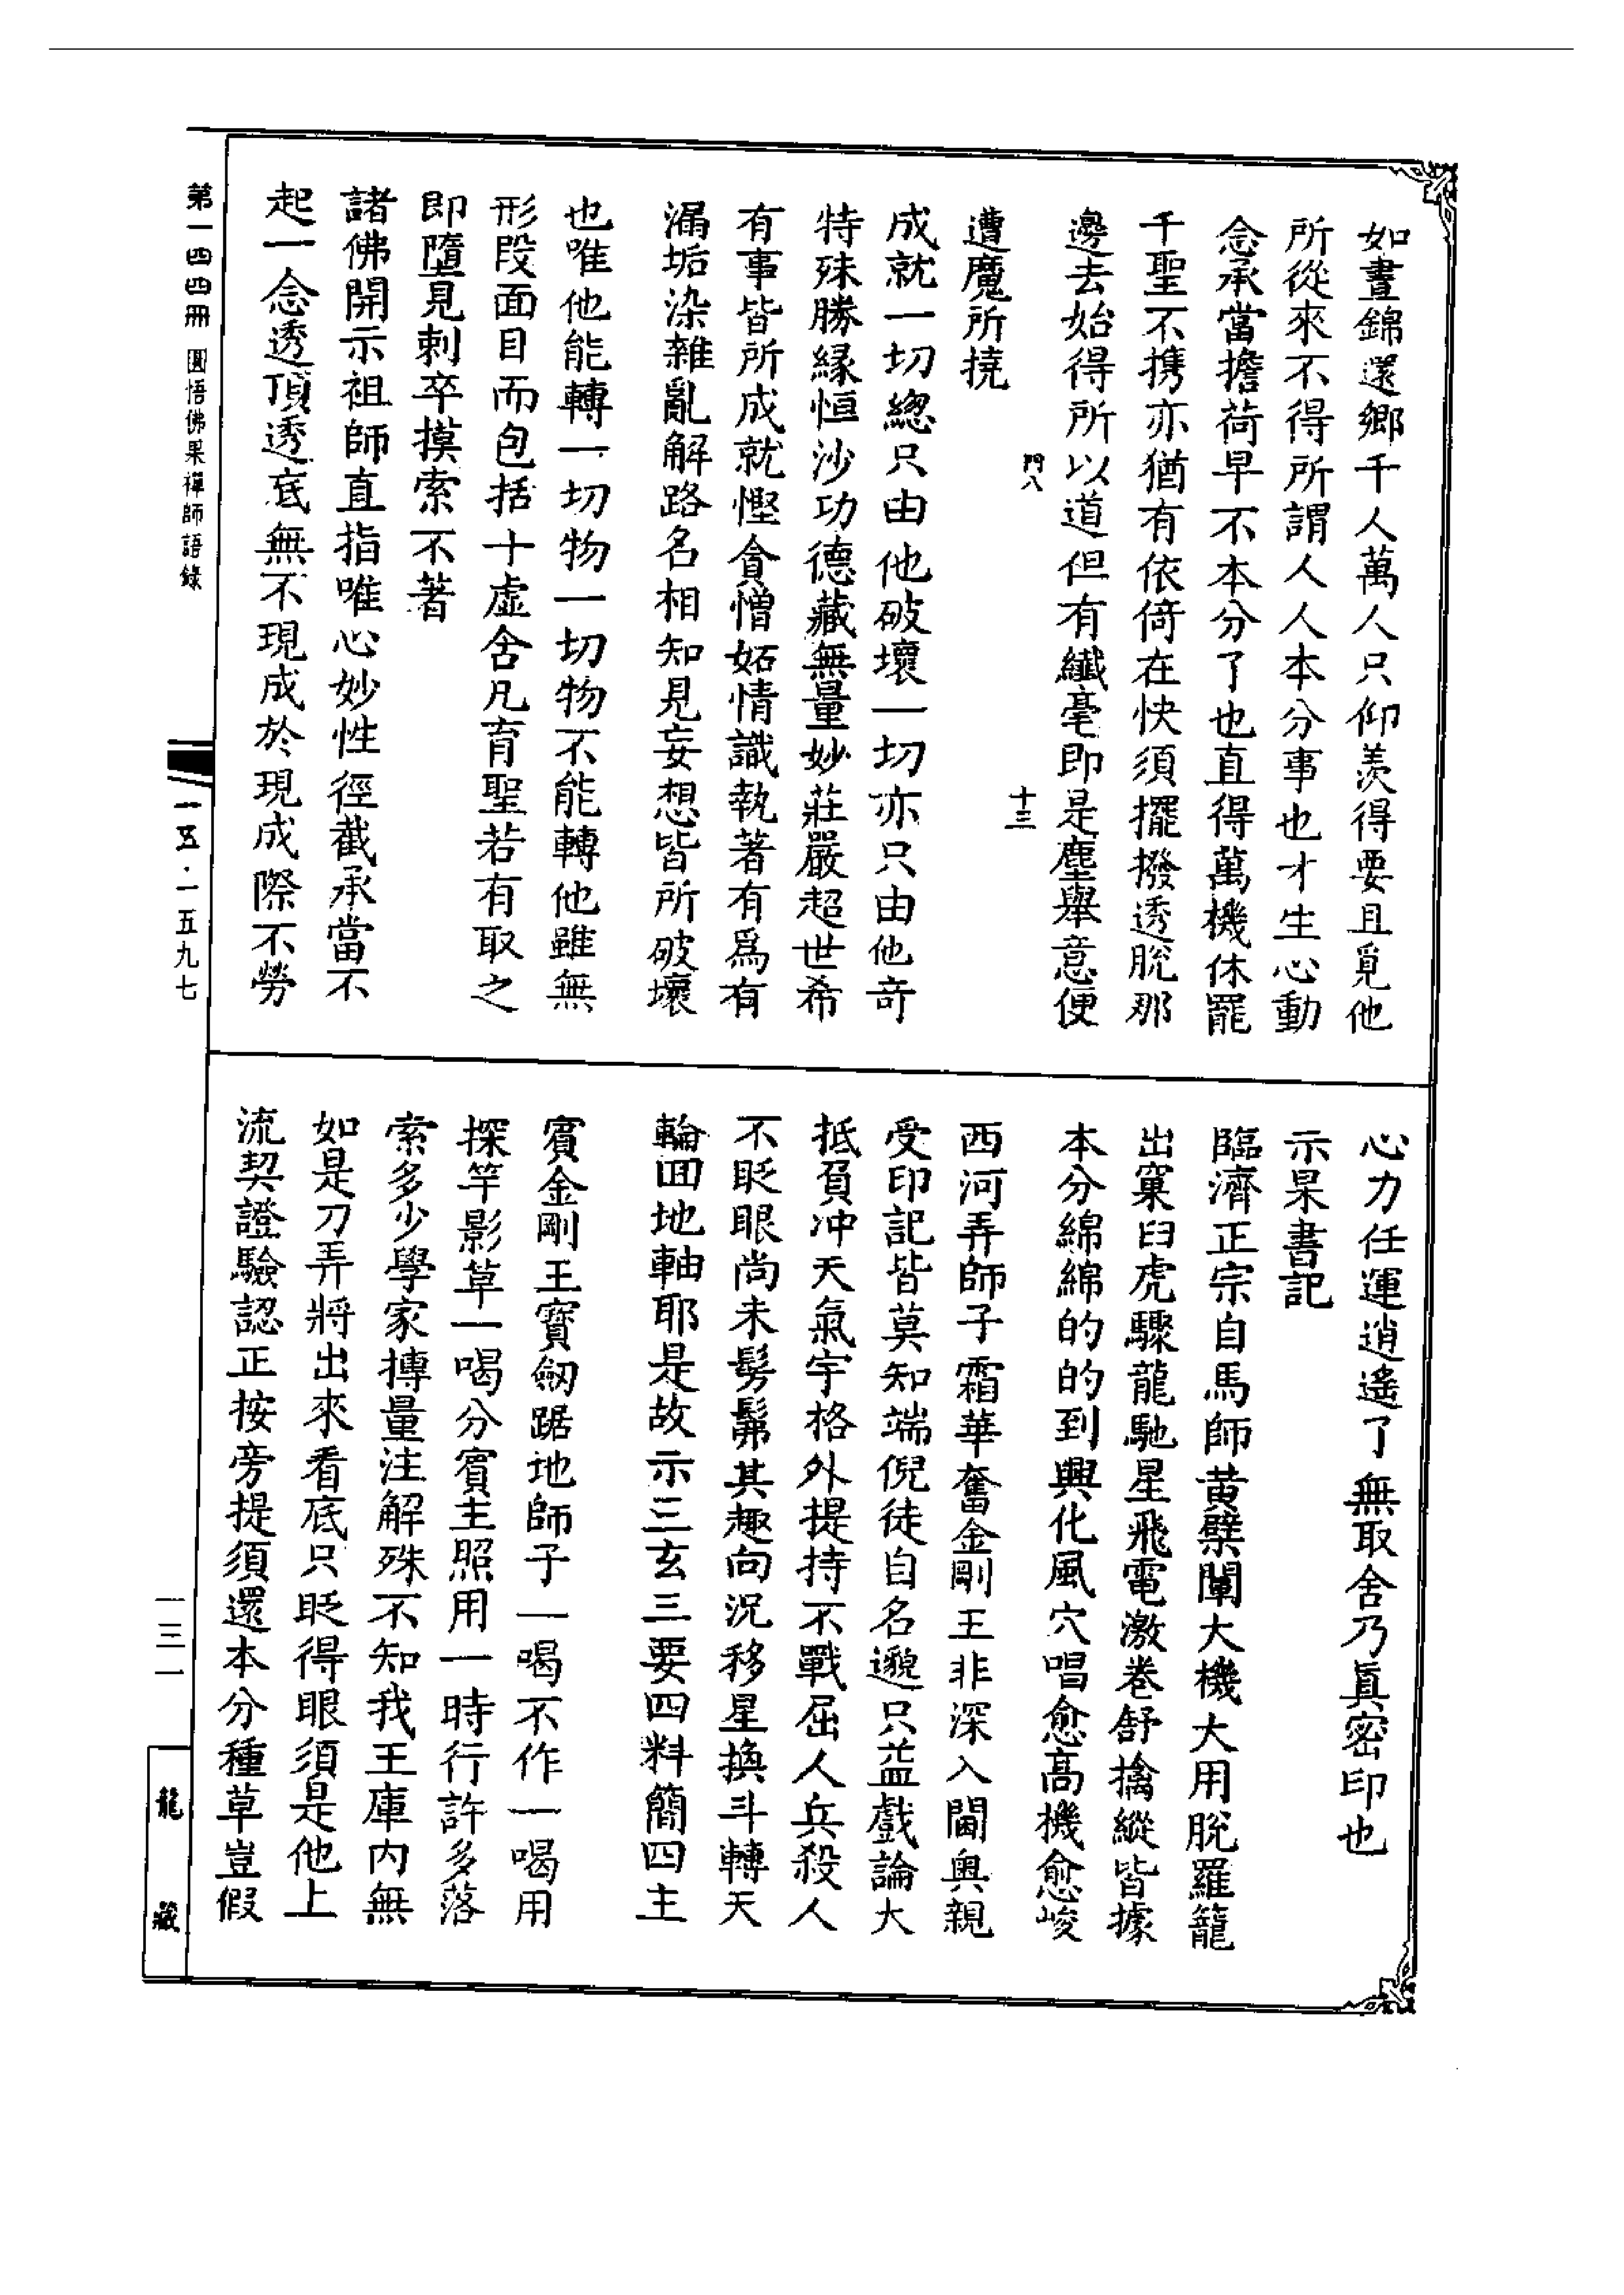 如晝錦還鄉千人萬人只仰羨得要且覓他
所從來不得所謂人人本分事也才生心動
念承當擔荷早不本分了也直得萬機休罷
千聖不携亦猶有依倚在快須擺撥透脫那
邊去始得所以道但有纖毫即是塵舉意便
門八 十三
遭魔所撓
成就一切總只由他破壞一切亦只由他奇
特殊勝緣恒沙功德藏無量妙莊嚴超世希
有事皆所成就慳貪憎妬情識執著有為有
漏垢染雜亂解路名相知見妄想皆所破壞
也唯他能轉一切物一切物不能轉他雖無
形段面目而包括十虛舍凡育聖若有取之
即墮見刺卒摸索不著
諸佛開示祖師直指唯心妙性徑截承當不
起一念透頂透底無不現成於現成際不勞
心力任運逍遙了無取舍乃眞密印也
示杲書記
臨濟正宗自馬師黃檗闡大機大用脫羅籠
出窠臼虎驟龍馳星飛電激卷舒擒縱皆據
本分綿綿的的到興化風穴唱愈高機愈峻
西河弄師子霜華奮金剛王非深入閫奧親
受印記皆莫知端倪徒自名邈只益戲論大
抵負冲天氣宇格外提持不戰屈人兵殺人
不眨眼尚未髣髴其趣向況移星換斗轉天
輪回地軸耶是故示三玄三要四料簡四主
賓金剛王寶劒踞地師子一喝不作一喝用
探竿影草一喝分賓主照用一時行許多落
索多少學家摶量注解殊不知我王庫內無
如是刀弄將出來看底只眨得眼須是他上
流契證驗認正按旁提須還本分種草豈假
第一四四冊 圓悟佛果禪師語錄
一五·一五九七
一三一
龍藏